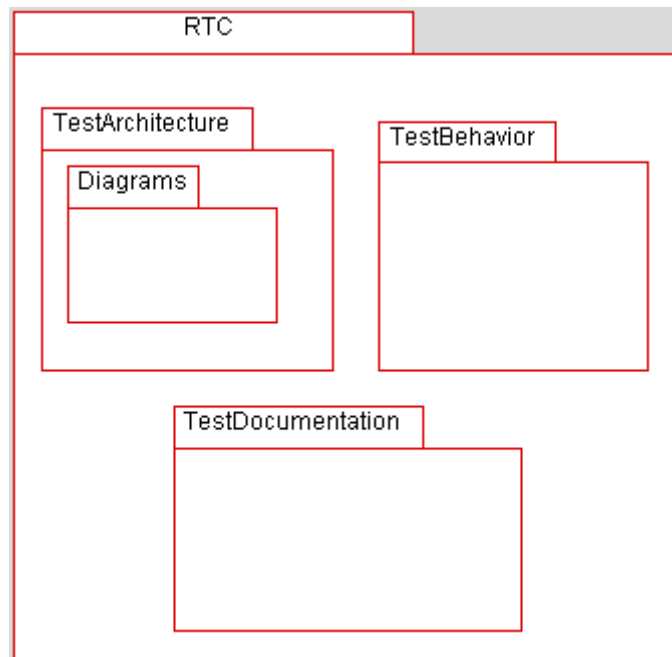 RTC
TestArchitecture
TestBehavior
Diagrams
TestDocumentation